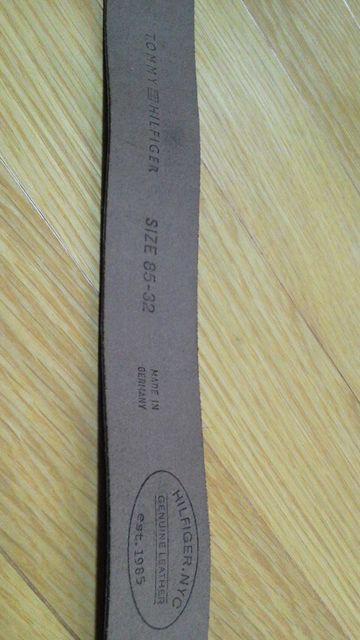 TOMMY HILFIGER
SIZE 85-32
MADE IN
GERMANY
HILFIGER.NYC
GENUINE LEATHER
est.1985